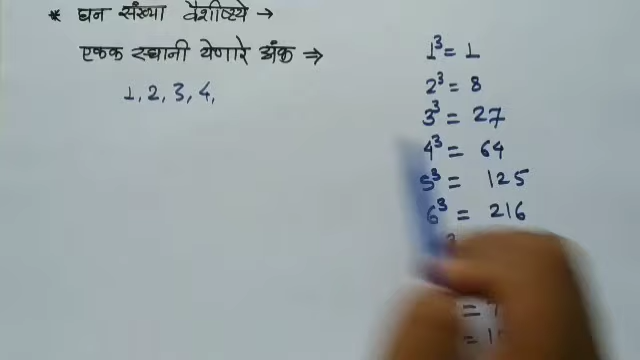 * घन संख्या वैशीष्ट्ये →
एकक स्थानी येणारे अंक ⇒
1, 2, 3, 4,
1³ = 1
2³ = 8
3³ = 27
4³ = 64
5³ = 125
6³ = 216